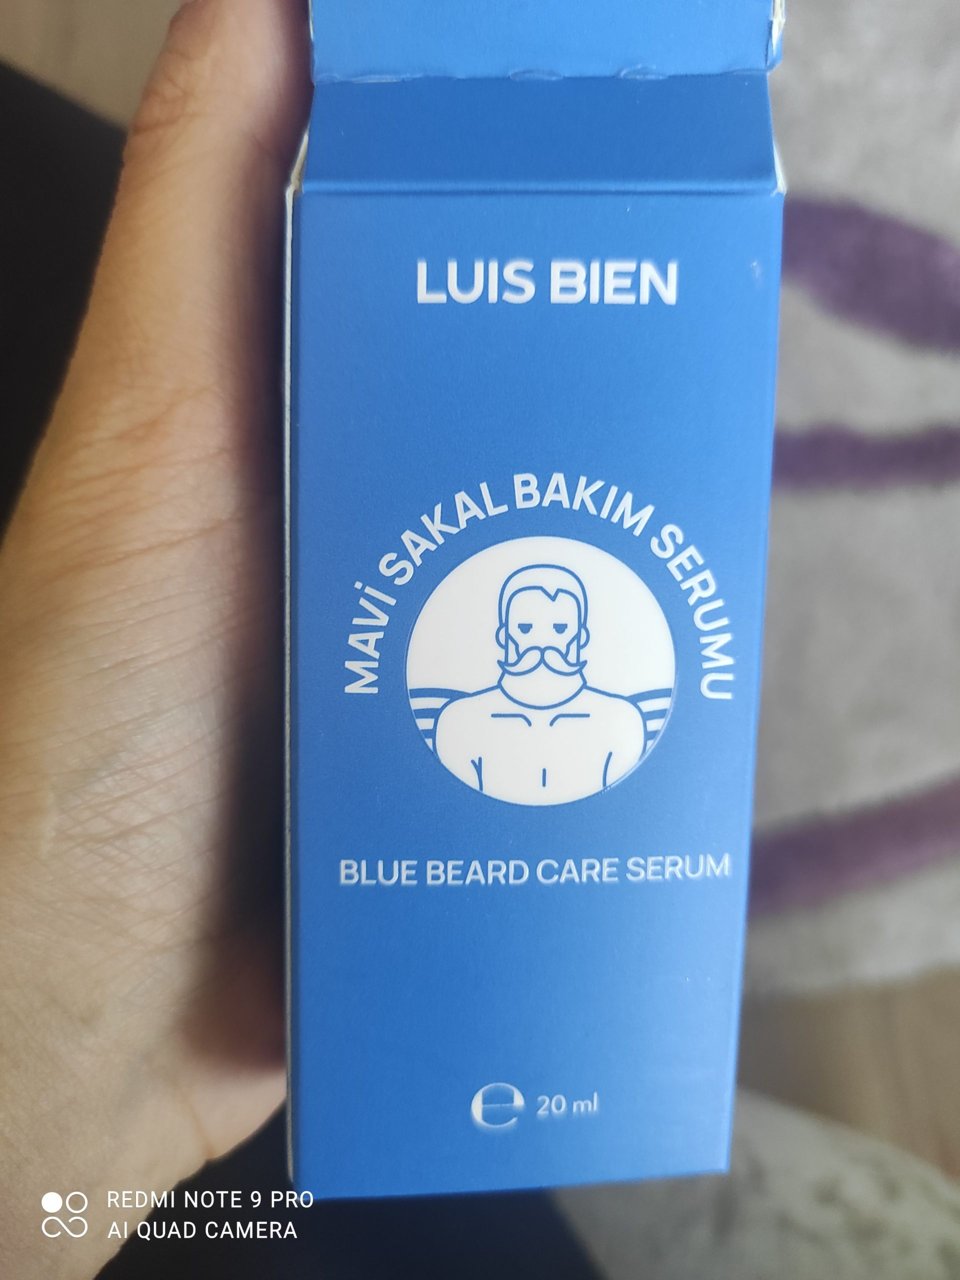 LUIS BIEN
MAVİ SAKAL BAKIM SERUMU
BLUE BEARD CARE SERUM
℮ 20 ml
REDMI NOTE 9 PRO
AI QUAD CAMERA